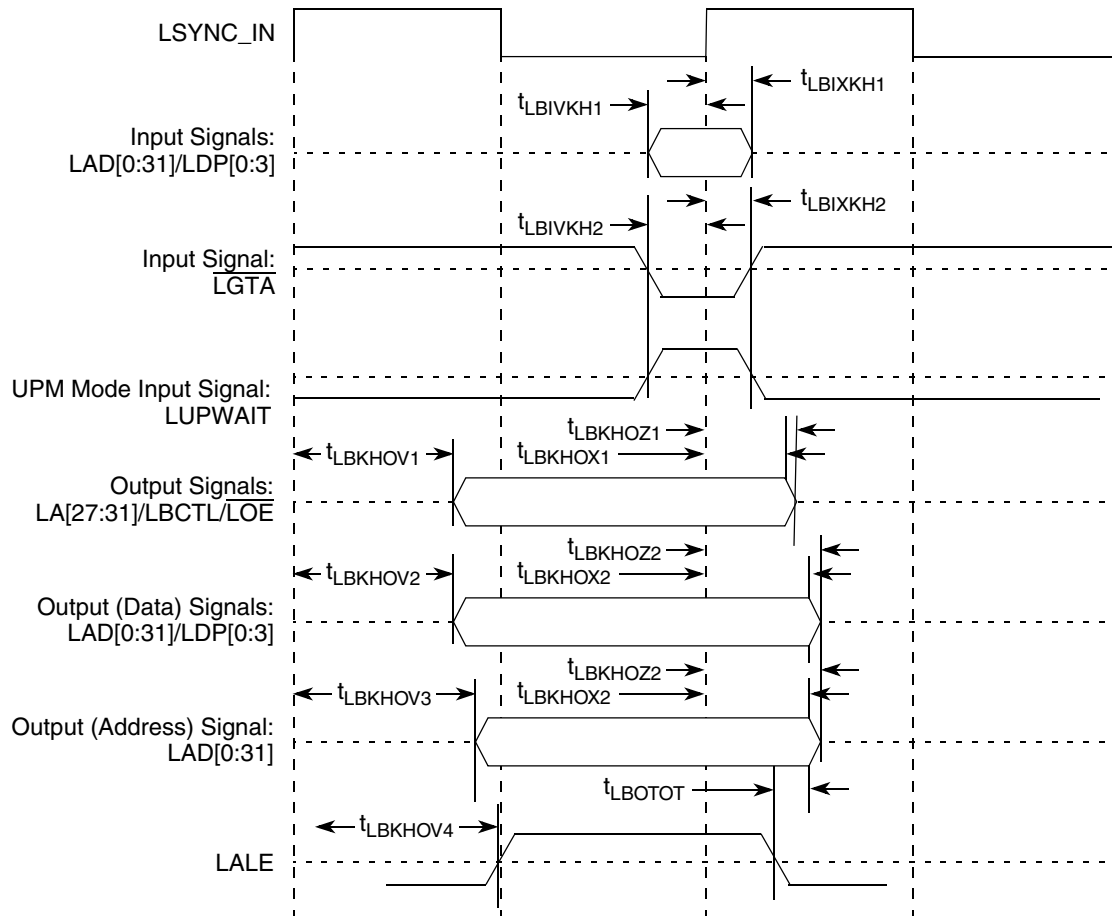 LSYNC_IN
tLBIXKH1
tLBIVKH1
Input Signals:
LAD[0:31]/LDP[0:3]
tLBIXKH2
tLBIVKH2
Input Signal:
LGTA
UPM Mode Input Signal:
LUPWAIT
tLBKHOZ1
tLBKHOV1
tLBKHOX1
Output Signals:
LA[27:31]/LBCTL/LOE
tLBKHOZ2
tLBKHOV2
tLBKHOX2
Output (Data) Signals:
LAD[0:31]/LDP[0:3]
tLBKHOZ2
tLBKHOV3
tLBKHOX2
Output (Address) Signal:
LAD[0:31]
tLBOTOT
tLBKHOV4
LALE